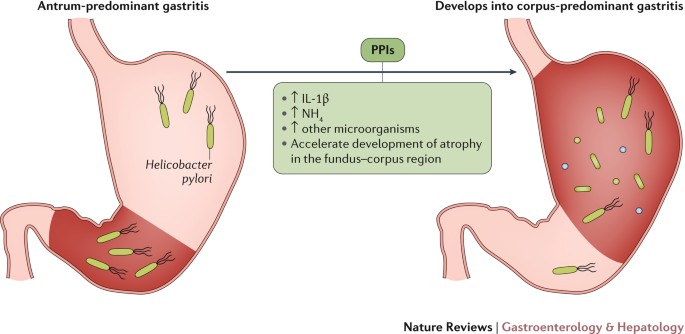 Antrum-predominant gastritis
Develops into corpus-predominant gastritis
PPIs
• ↑ IL-1β
• ↑ NH₄
• ↑ other microorganisms
• Accelerate development of atrophy
in the fundus–corpus region
Helicobacter
pylori
Nature Reviews | Gastroenterology & Hepatology